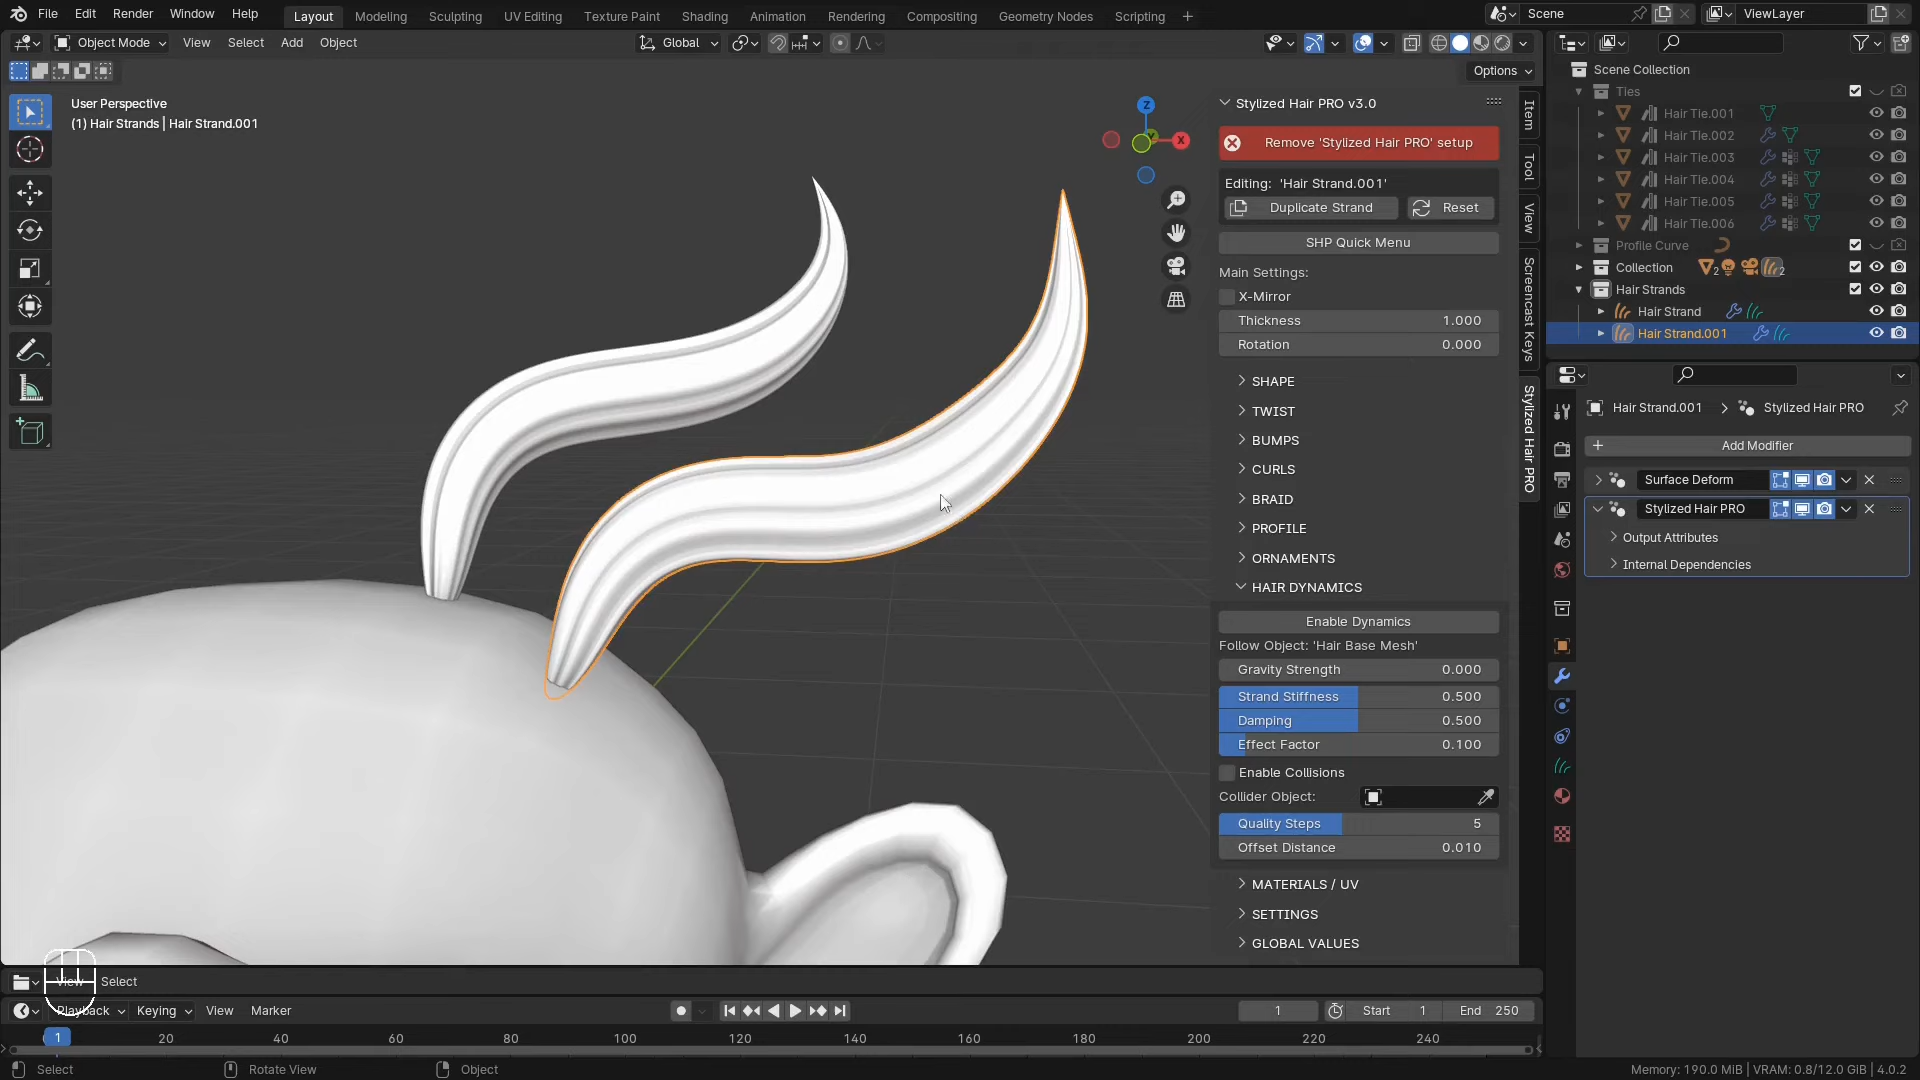 File Edit Render Window Help
Layout Modeling Sculpting UV Editing Texture Paint Shading Animation Rendering Compositing Geometry Nodes Scripting
Scene ViewLayer
Object Mode View Select Add Object
Global
Options
User Perspective
(1) Hair Strands | Hair Strand.001
Z
Y
X
Stylized Hair PRO v3.0
Remove 'Stylized Hair PRO' setup
Editing: 'Hair Strand.001'
Duplicate Strand Reset
SHP Quick Menu
Main Settings:
X-Mirror
Thickness 1.000
Rotation 0.000
SHAPE
TWIST
BUMPS
CURLS
BRAID
PROFILE
ORNAMENTS
HAIR DYNAMICS
Enable Dynamics
Follow Object: 'Hair Base Mesh'
Gravity Strength 0.000
Strand Stiffness 0.500
Damping 0.500
Effect Factor 0.100
Enable Collisions
Collider Object:
Quality Steps 5
Offset Distance 0.010
MATERIALS / UV
SETTINGS
GLOBAL VALUES
Item
Tool
View
Screencast Keys
Stylized Hair PRO
Scene Collection
Ties
Hair Tie.001
Hair Tie.002
Hair Tie.003
Hair Tie.004
Hair Tie.005
Hair Tie.006
Profile Curve
Collection 2 2
Hair Strands
Hair Strand
Hair Strand.001
Hair Strand.001 Stylized Hair PRO
Add Modifier
Surface Deform
Stylized Hair PRO
Output Attributes
Internal Dependencies
View Select
Playback Keying View Marker
1 Start 1 End 250
1 20 40 60 80 100 120 140 160 180 200 220 240
Select Rotate View Object
Memory: 190.0 MiB | VRAM: 0.8/12.0 GiB | 4.0.2